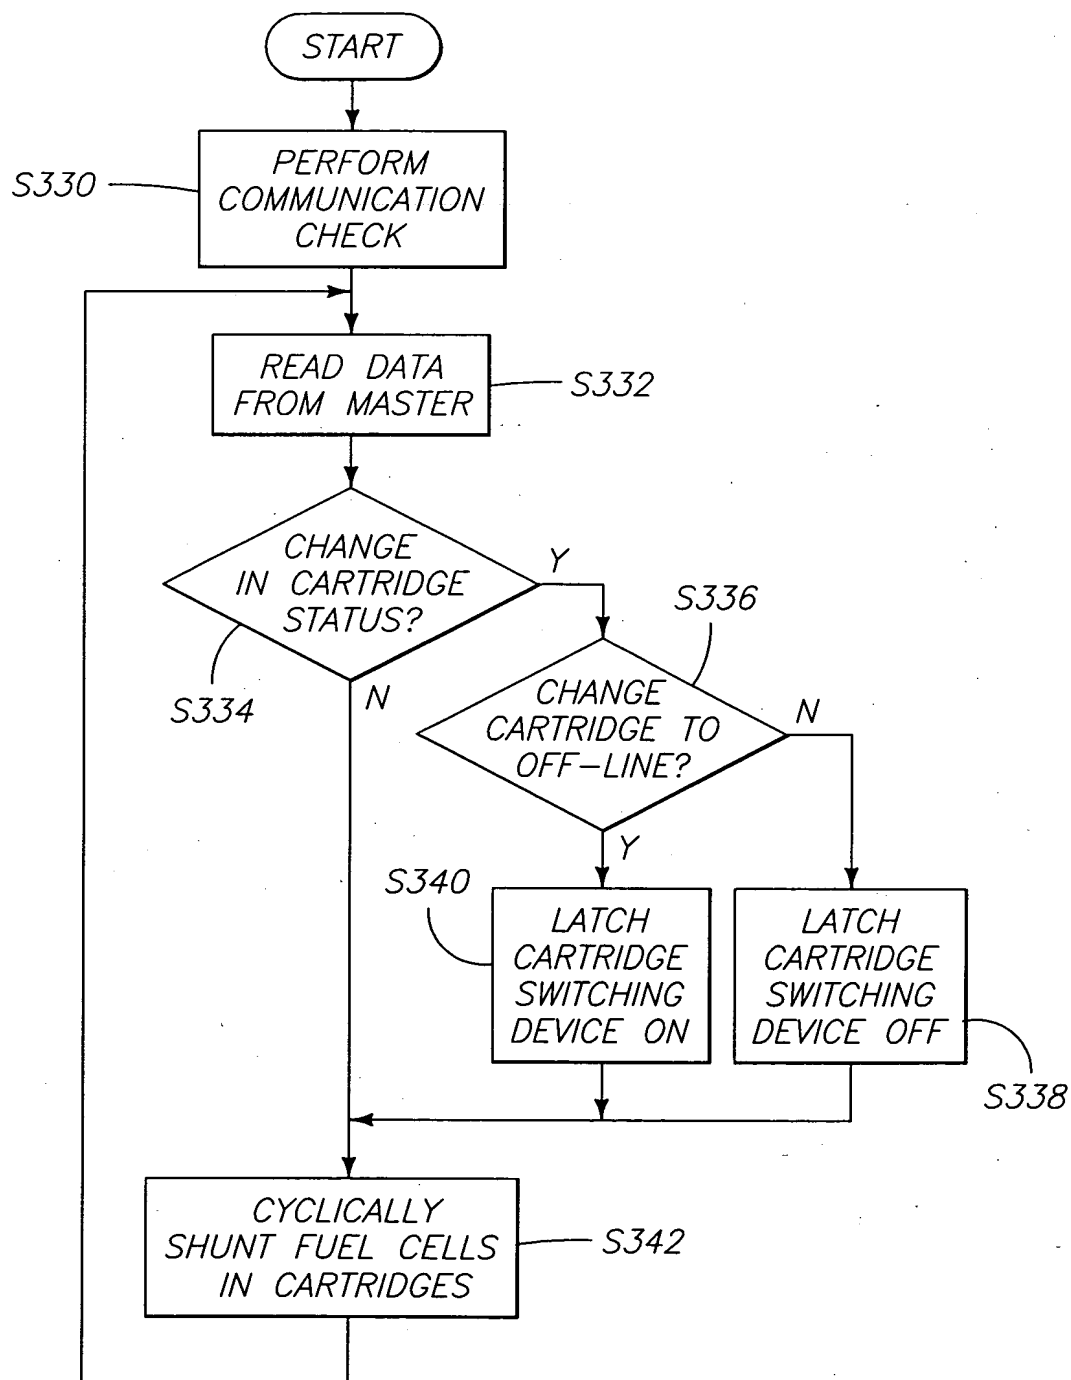 START
PERFORM
COMMUNICATION
CHECK
S330
READ DATA
FROM MASTER
S332
CHANGE
IN CARTRIDGE
STATUS?
Y
N
S334
S336
CHANGE
CARTRIDGE TO
OFF-LINE?
N
Y
S340
LATCH
CARTRIDGE
SWITCHING
DEVICE ON
LATCH
CARTRIDGE
SWITCHING
DEVICE OFF
S338
CYCLICALLY
SHUNT FUEL CELLS
IN CARTRIDGES
S342